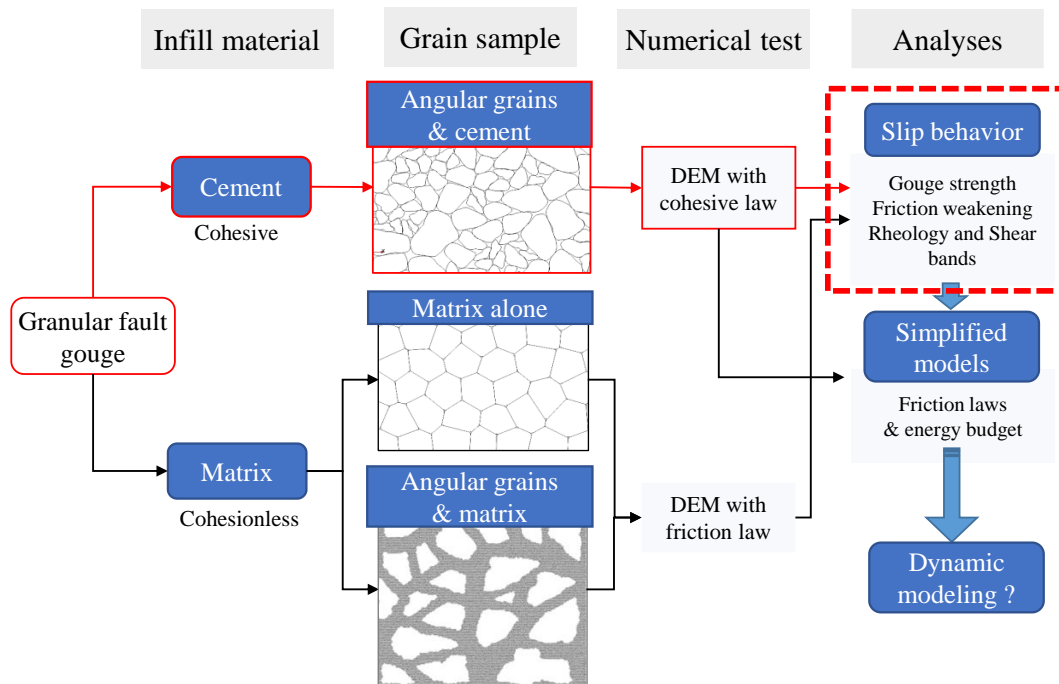 Infill material
Grain sample
Numerical test
Analyses
Angular grains
& cement
Slip behavior
Cement
Cohesive
DEM with
cohesive law
Gouge strength
Friction weakening
Rheology and Shear
bands
Granular fault
gouge
Matrix alone
Simplified
models
Friction laws
& energy budget
Matrix
Cohesionless
Angular grains
& matrix
DEM with
friction law
Dynamic
modeling ?